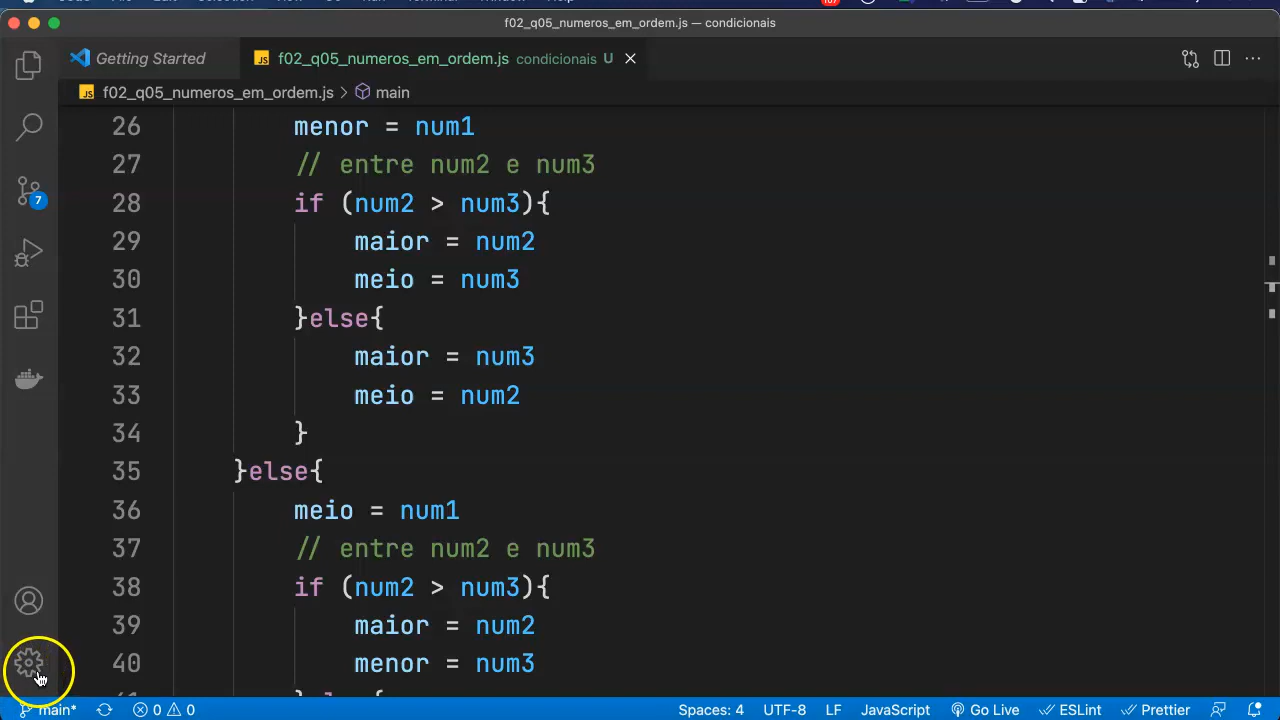 f02_q05_numeros_em_ordem.js — condicionais
Getting Started
JS f02_q05_numeros_em_ordem.js condicionais U
JS f02_q05_numeros_em_ordem.js > main
26 menor = num1
27 // entre num2 e num3
28 if (num2 > num3){
29 maior = num2
30 meio = num3
31 }else{
32 maior = num3
33 meio = num2
34 }
35 }else{
36 meio = num1
37 // entre num2 e num3
38 if (num2 > num3){
39 maior = num2
40 menor = num3
7
main* 0 0 Spaces: 4 UTF-8 LF JavaScript Go Live ESLint Prettier